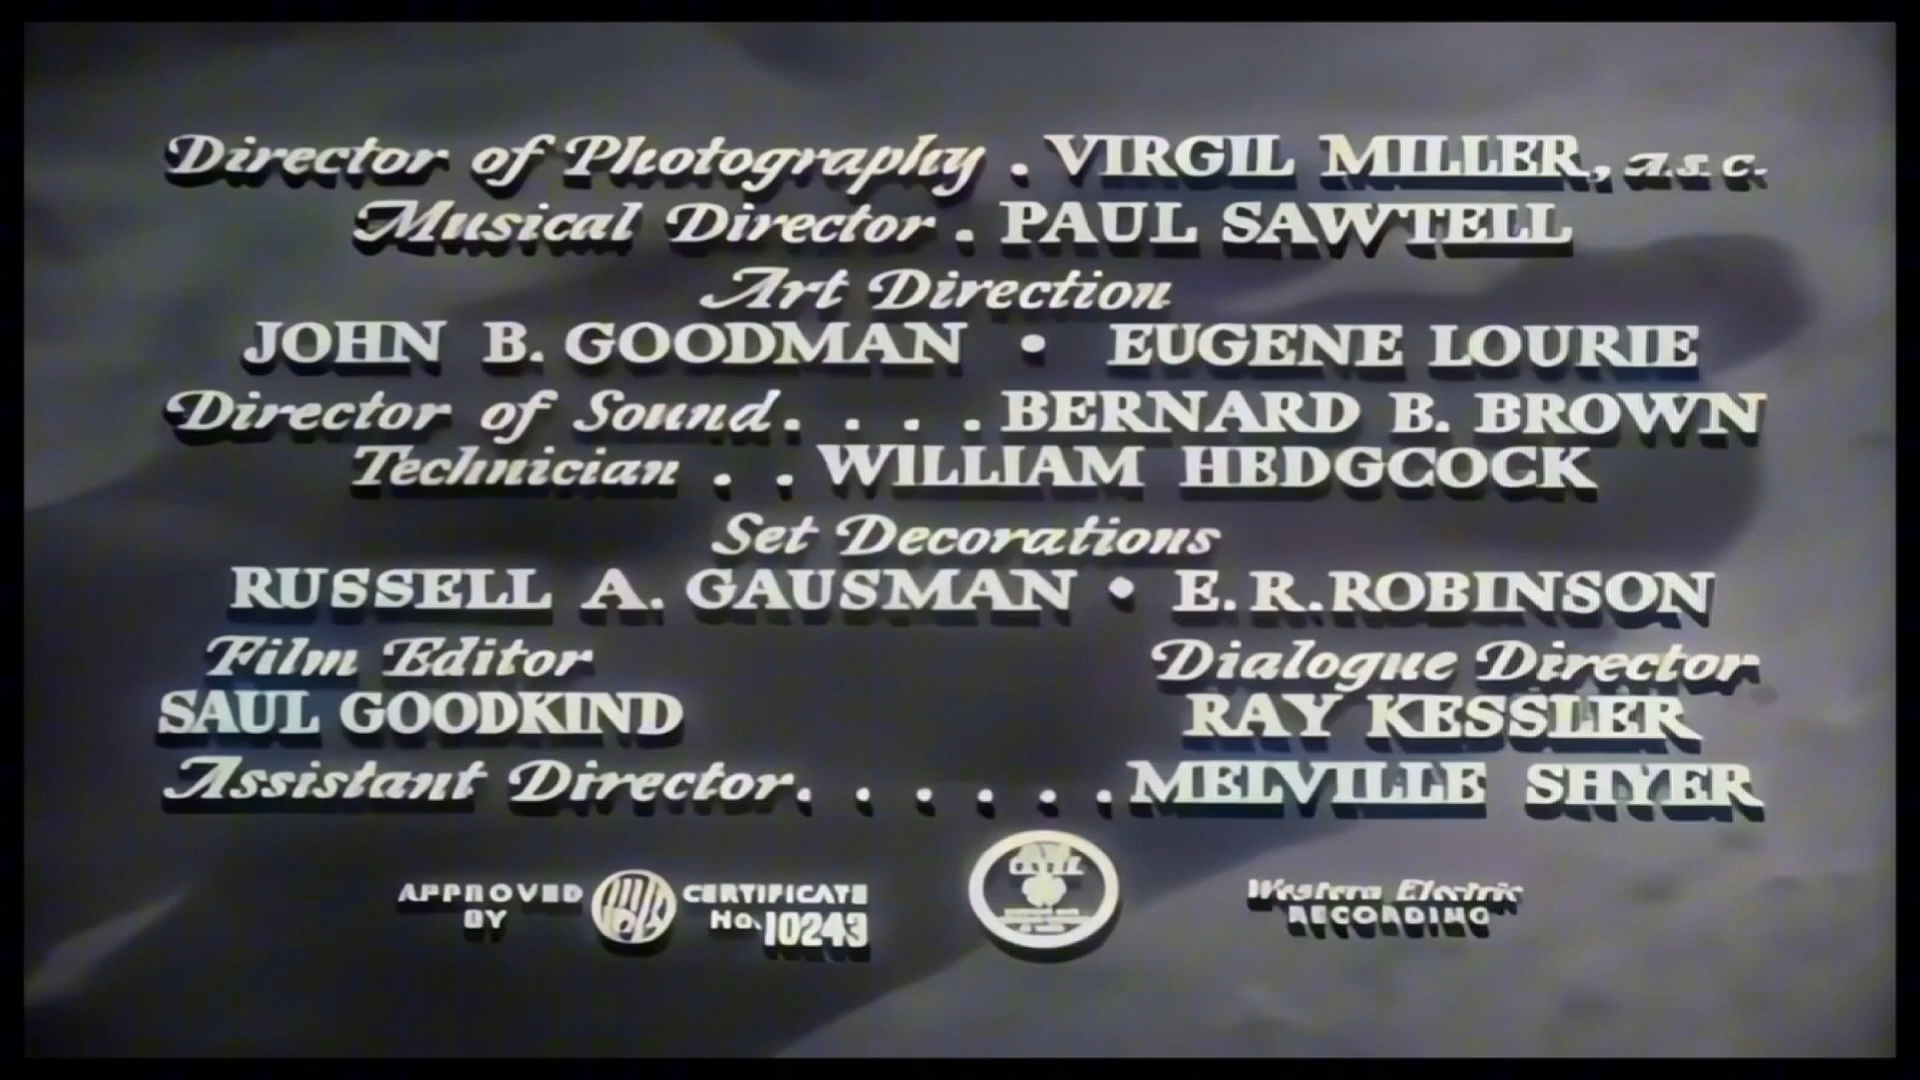 Director of Photography . VIRGIL MILLER, a.s.c.
Musical Director . PAUL SAWTELL
Art Direction
JOHN B. GOODMAN • EUGENE LOURIE
Director of Sound. . . . BERNARD B. BROWN
Technician . . WILLIAM HEDGCOCK
Set Decorations
RUSSELL A. GAUSMAN • E. R. ROBINSON
Film Editor
SAUL GOODKIND
Dialogue Director
RAY KESSLER
Assistant Director. . . . . . MELVILLE SHYER
APPROVED BY
CERTIFICATE No. 10243
Western Electric
RECORDING